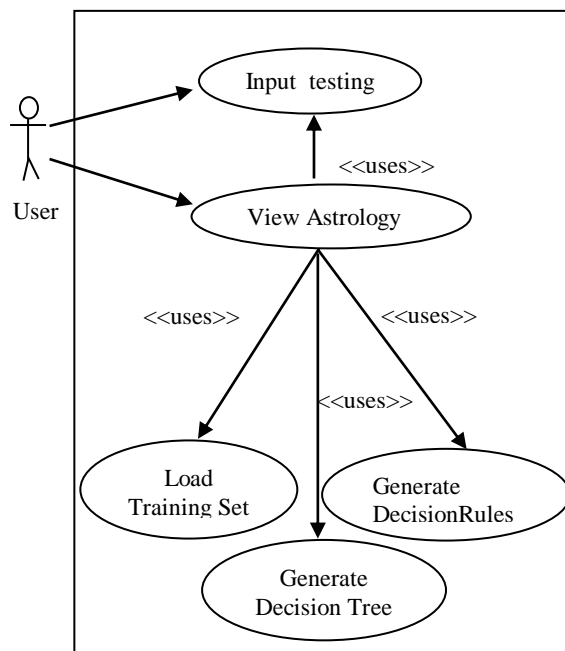 Input testing
<<uses>>
User
View Astrology
<<uses>>
<<uses>>
<<uses>>
Load
Training Set
Generate
DecisionRules
Generate
Decision Tree